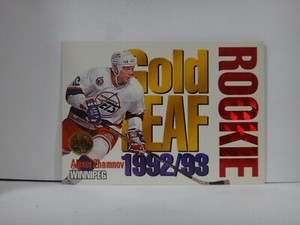 Gold
LEAF
ROOKIE
1992/93
Alexei Zhamnov
WINNIPEG